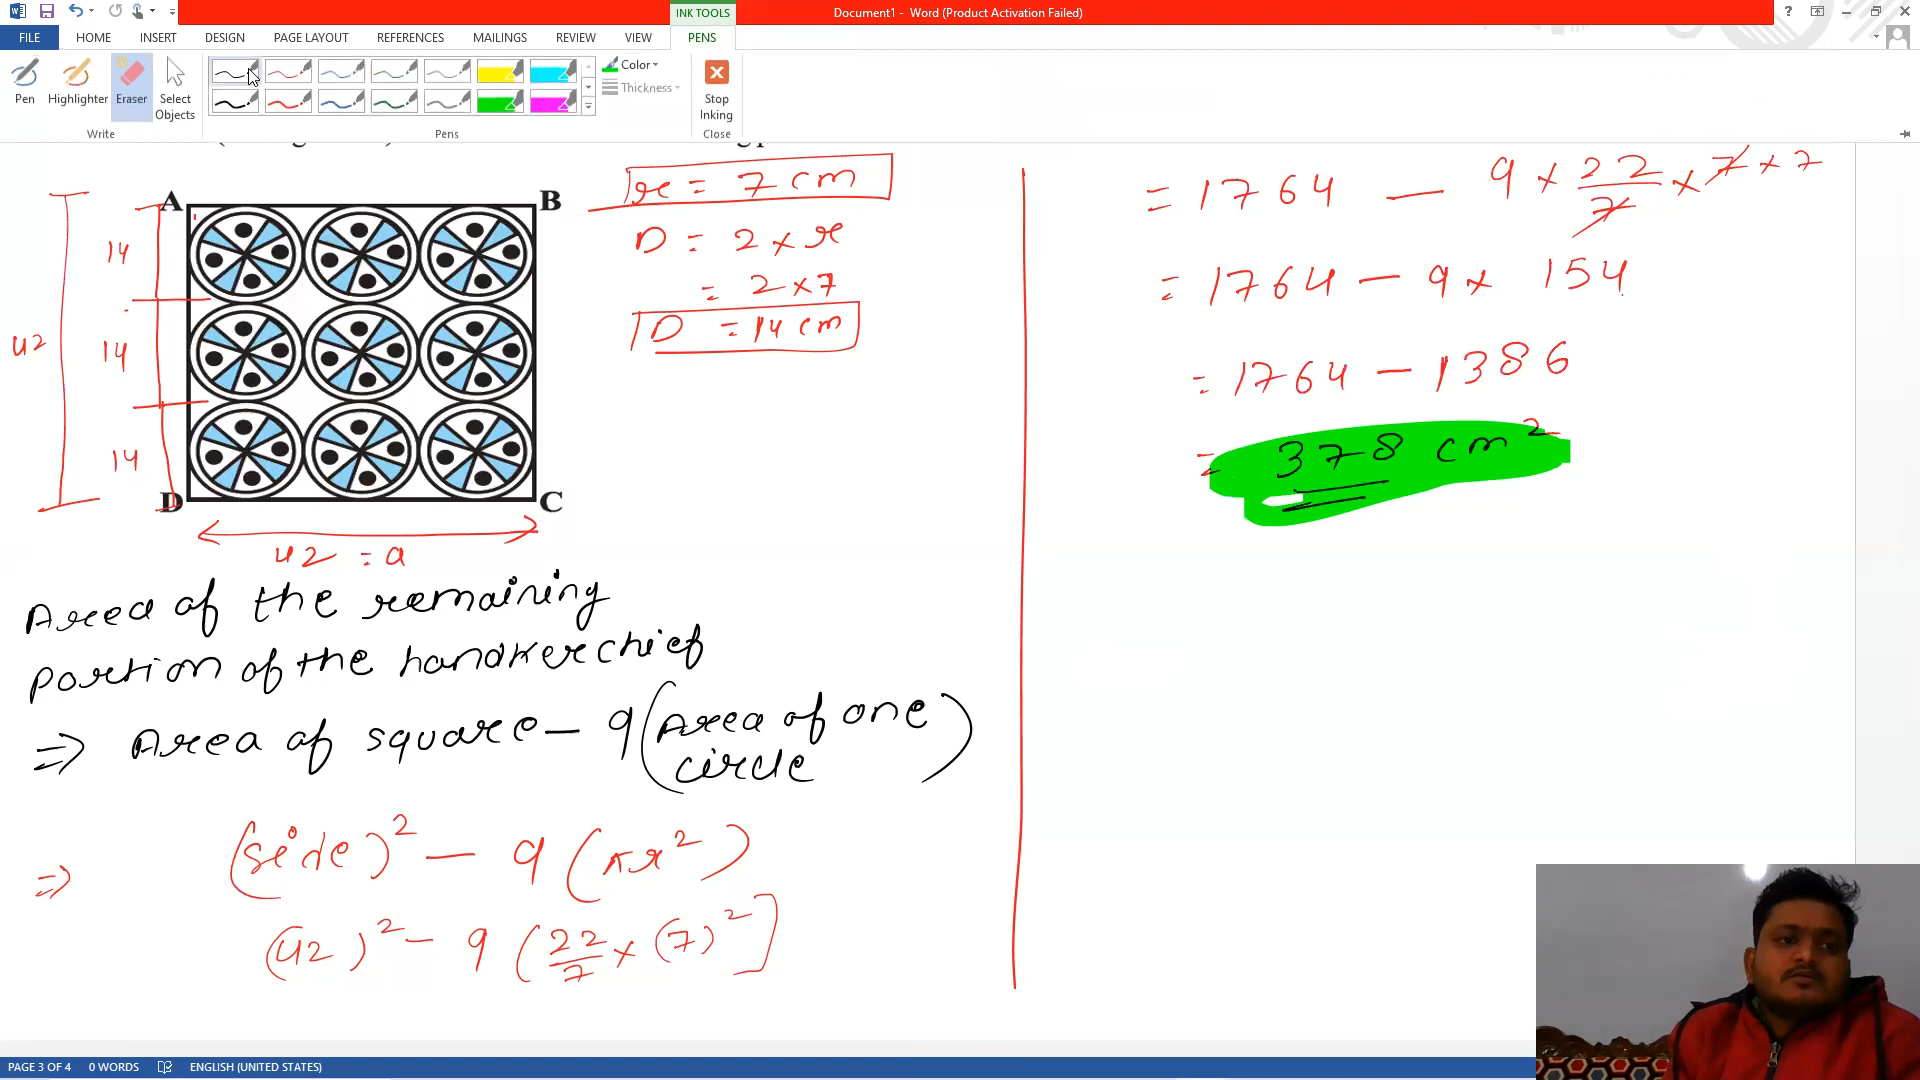 INK TOOLS
Document1 - Word (Product Activation Failed)
FILE HOME INSERT DESIGN PAGE LAYOUT REFERENCES MAILINGS REVIEW VIEW PENS
Pen Highlighter Eraser Select Objects
Color
Thickness
Stop Inking
Write Pens Close
A B
D C
14
14
14
42
42 = a
r = 7 cm
D = 2 × r
= 2 × 7
D = 14 cm
Area of the remaining
portion of the handkerchief
⇒ Area of square - 9 (Area of one
circle)
⇒ (side)² - 9 (πr²)
(42)² - 9 (22/7 × (7)²]
= 1764 - 9 × 22/7 × 7 × 7
= 1764 - 9 × 154
= 1764 - 1386
= 378 cm²
PAGE 3 OF 4 0 WORDS ENGLISH (UNITED STATES)